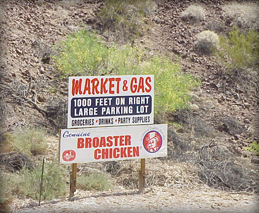 MARKET & GAS
1000 FEET ON RIGHT
LARGE PARKING LOT
GROCERIES • DRINKS • PARTY SUPPLIES
Genuine
BROASTER
CHICKEN